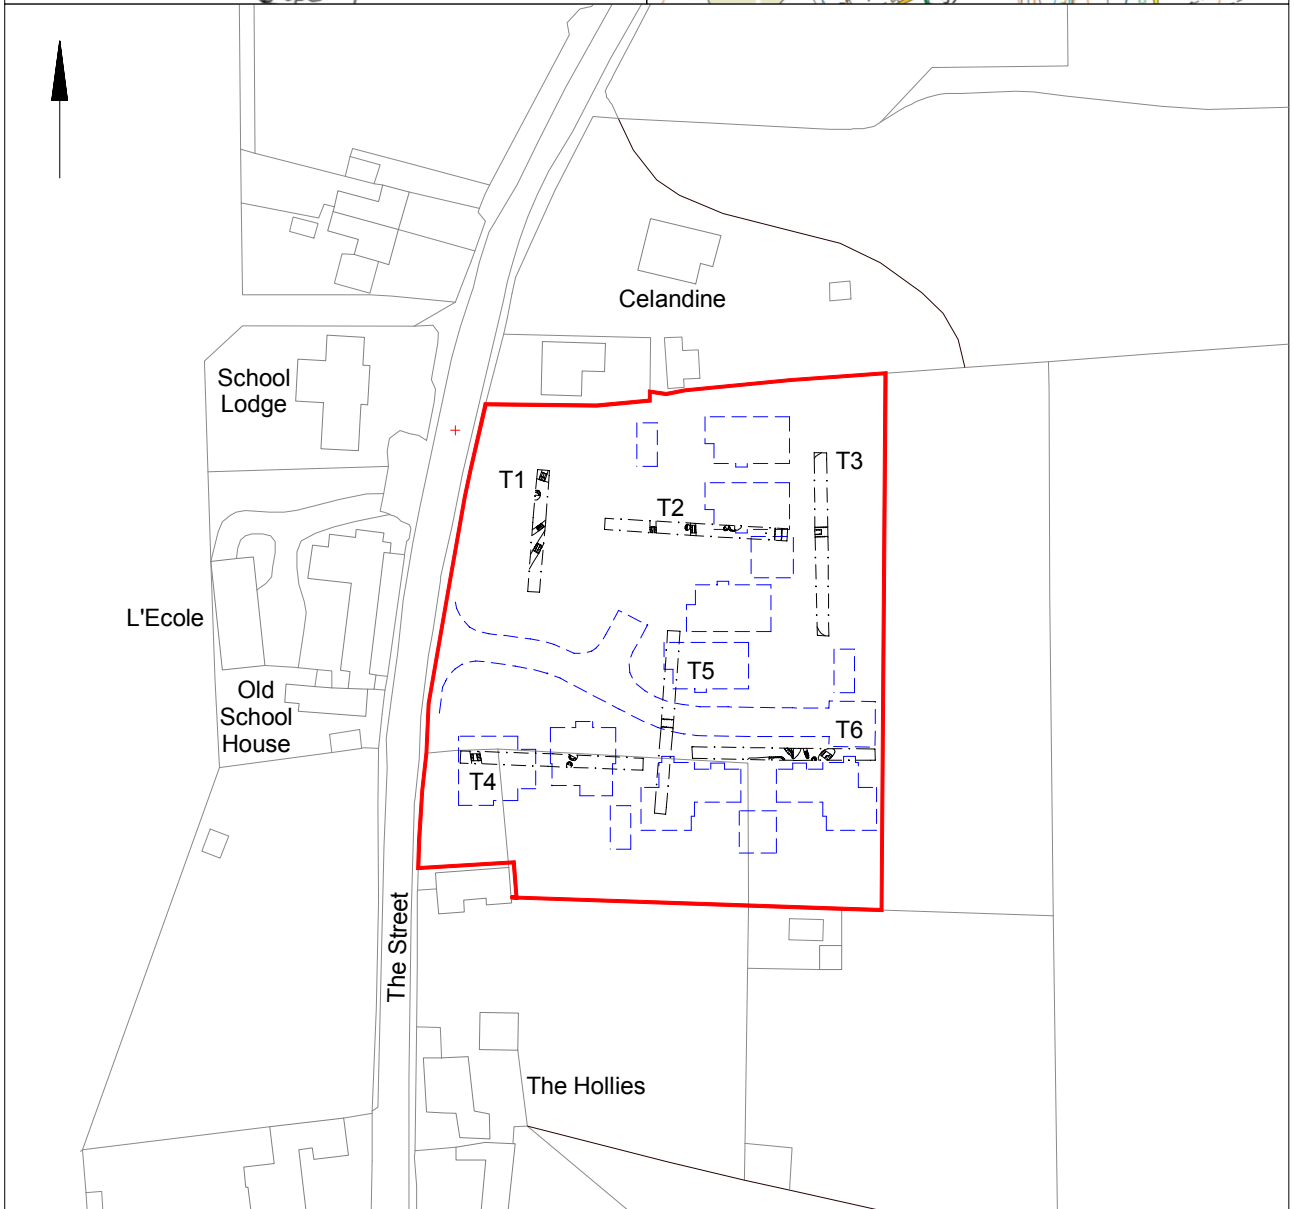 Celandine
School
Lodge
T1
T2
T3
L'Ecole
Old
School
House
T5
T6
T4
The Street
The Hollies